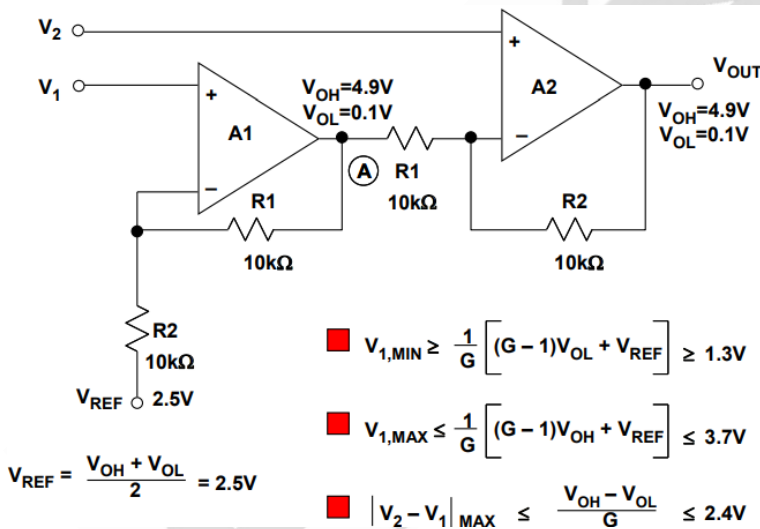 V2
V1
+
−
A1
VOH=4.9V
VOL=0.1V
A
R1
10kΩ
R1
10kΩ
R2
10kΩ
VREF 2.5V
+
−
A2
R2
10kΩ
VOUT
VOH=4.9V
VOL=0.1V
V1,MIN ≥ 1/G [(G – 1)VOL + VREF] ≥ 1.3V
V1,MAX ≤ 1/G [(G – 1)VOH + VREF] ≤ 3.7V
VREF = (VOH + VOL)/2 = 2.5V
|V2 – V1| MAX ≤ (VOH – VOL)/G ≤ 2.4V